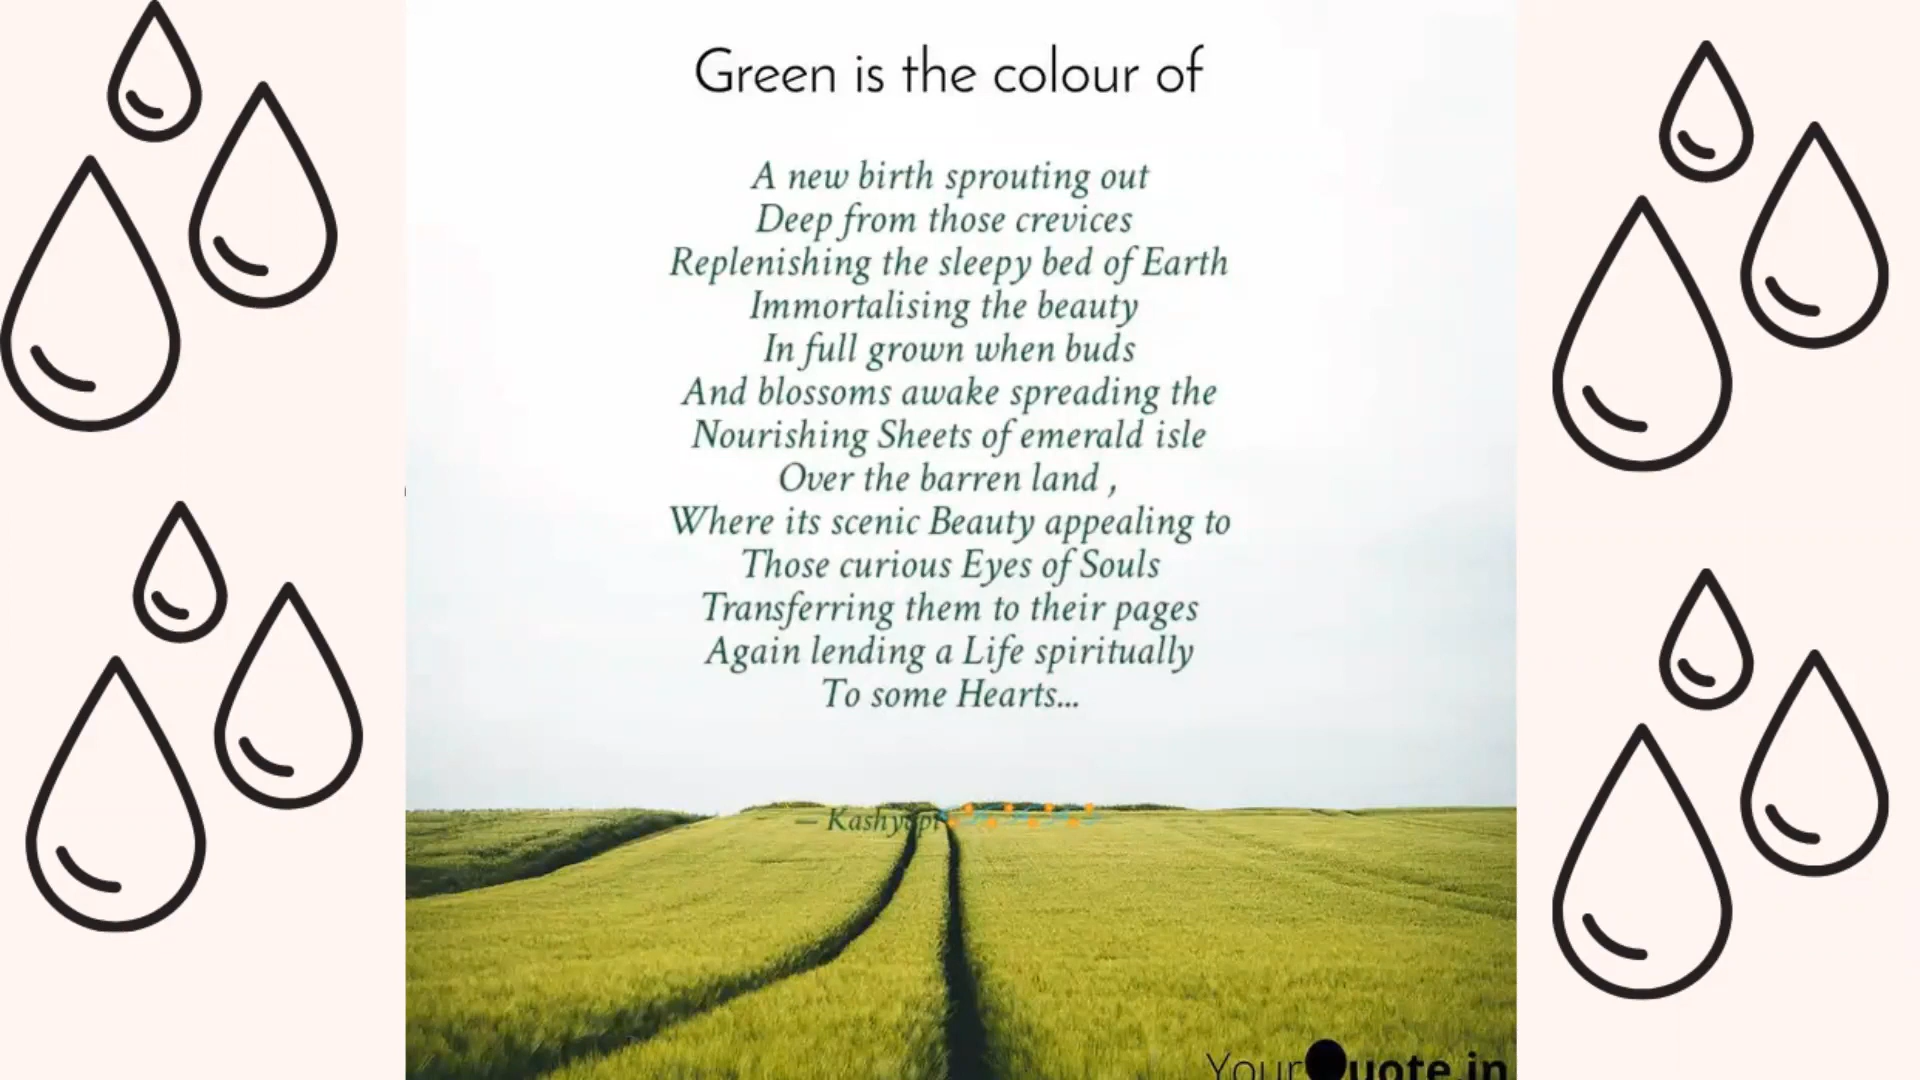 Green is the colour of
A new birth sprouting out
Deep from those crevices
Replenishing the sleepy bed of Earth
Immortalising the beauty
In full grown when buds
And blossoms awake spreading the
Nourishing Sheets of emerald isle
Over the barren land ,
Where its scenic Beauty appealing to
Those curious Eyes of Souls
Transferring them to their pages
Again lending a Life spiritually
To some Hearts...
– Kashyapi
YourQuote.in